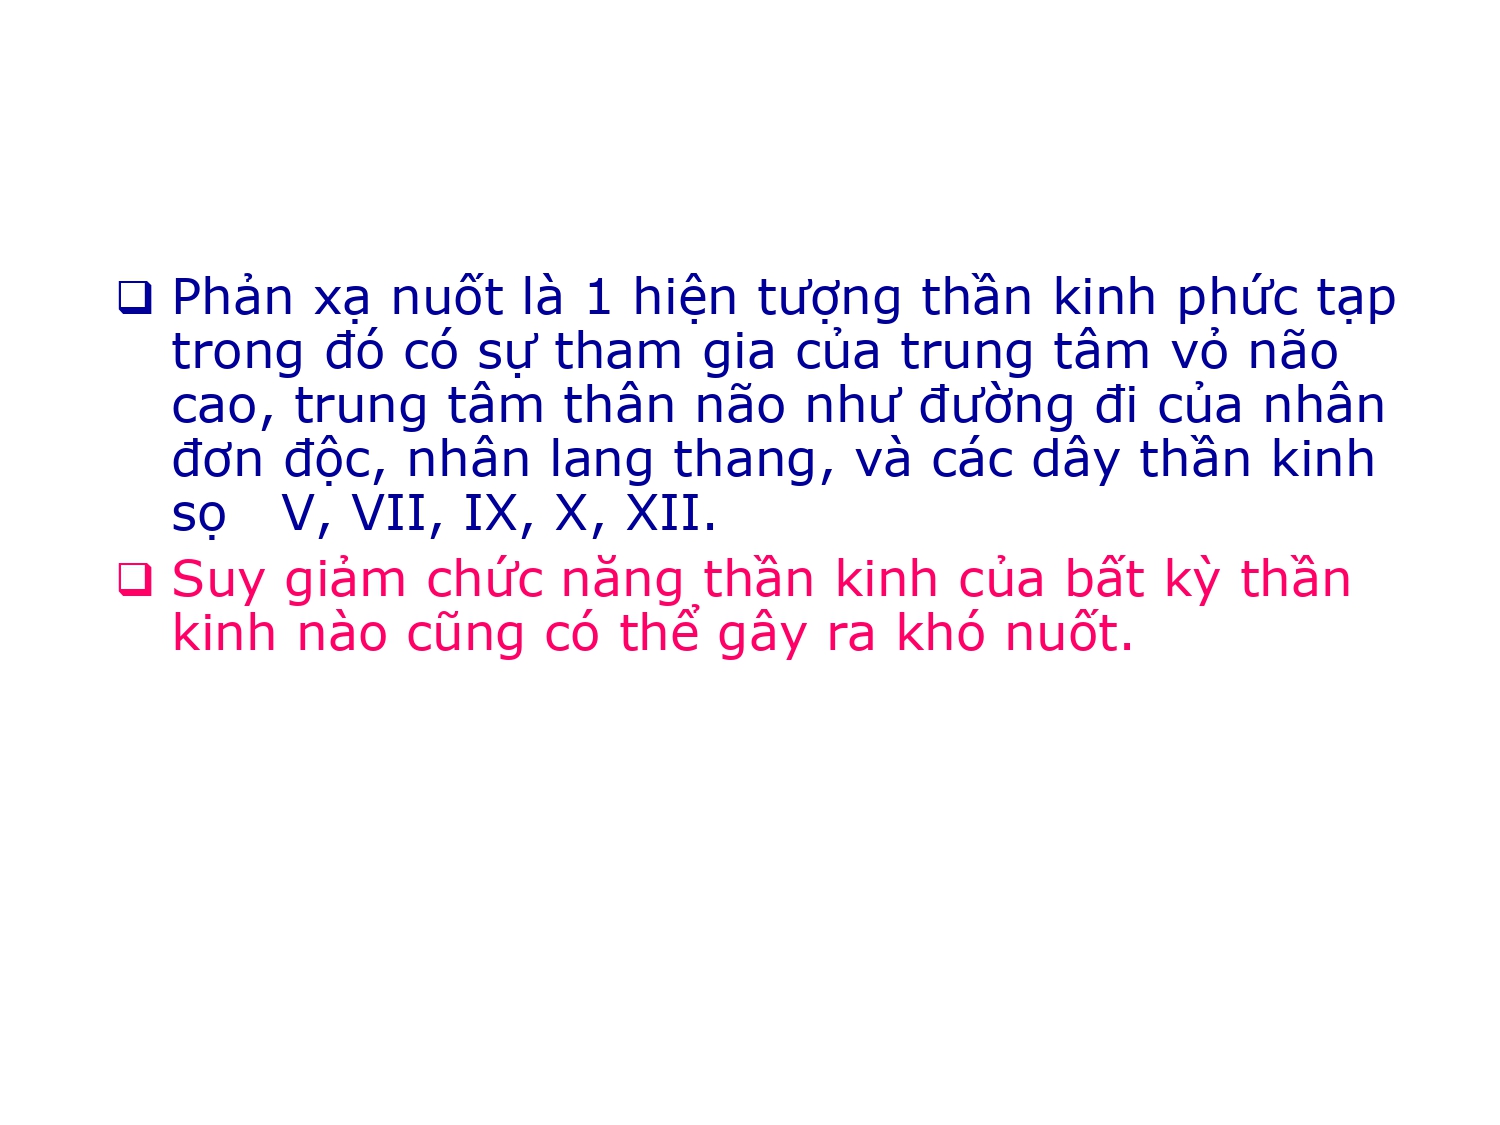 ❑ Phản xạ nuốt là 1 hiện tượng thần kinh phức tạp
trong đó có sự tham gia của trung tâm vỏ não
cao, trung tâm thân não như đường đi của nhân
đơn độc, nhân lang thang, và các dây thần kinh
sọ   V, VII, IX, X, XII.
❑ Suy giảm chức năng thần kinh của bất kỳ thần
kinh nào cũng có thể gây ra khó nuốt.